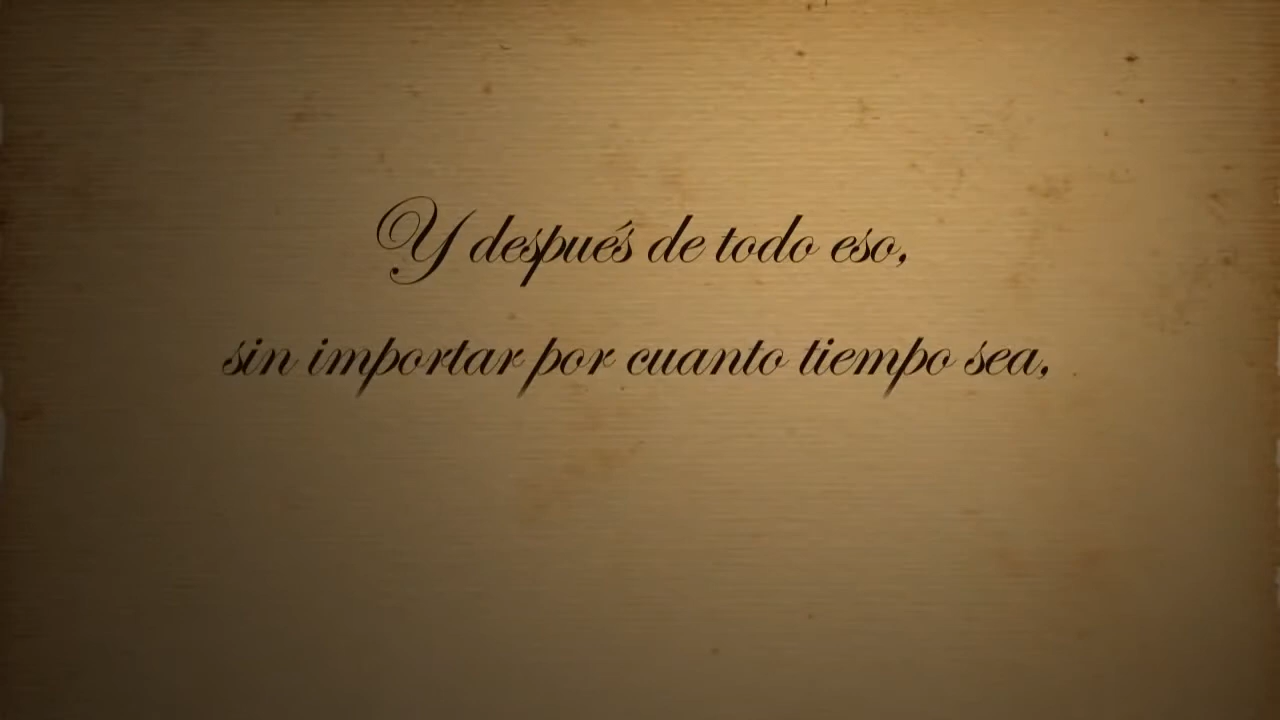 Y después de todo eso,
sin importar por cuanto tiempo sea,